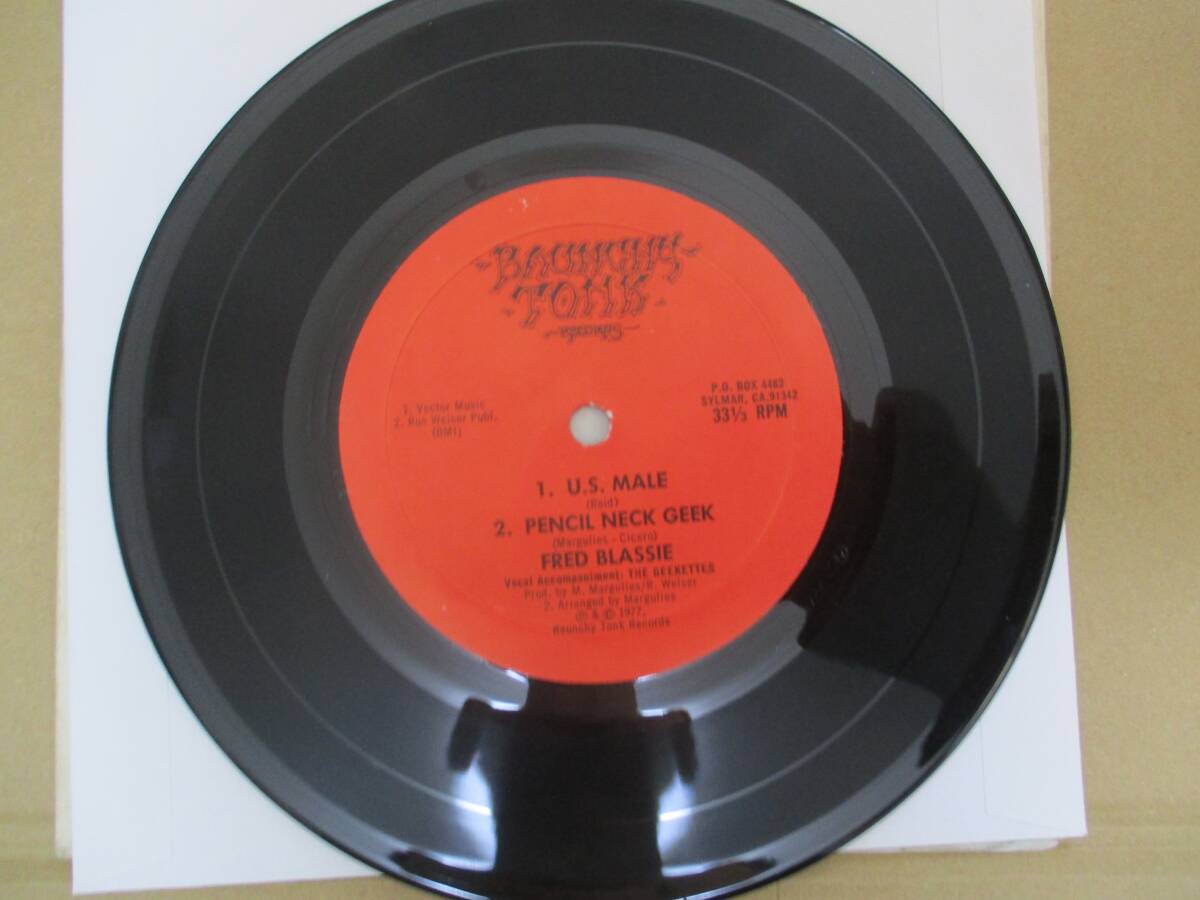 RAUNCHY
TONK
RECORDS
1. Vector Music
2. Ron Weiser Publ.
(BMI)
P.O. BOX 4462
SYLMAR, CA. 91342
33⅓ RPM
1. U.S. MALE
(Reid)
2. PENCIL NECK GEEK
(Margulies - Cicero)
FRED BLASSIE
Vocal Accompaniment: THE GEEKETTES
Prod. by M. Margulies/R. Weiser
2. Arranged by Margulies
℗ & © 1977,
Raunchy Tonk Records